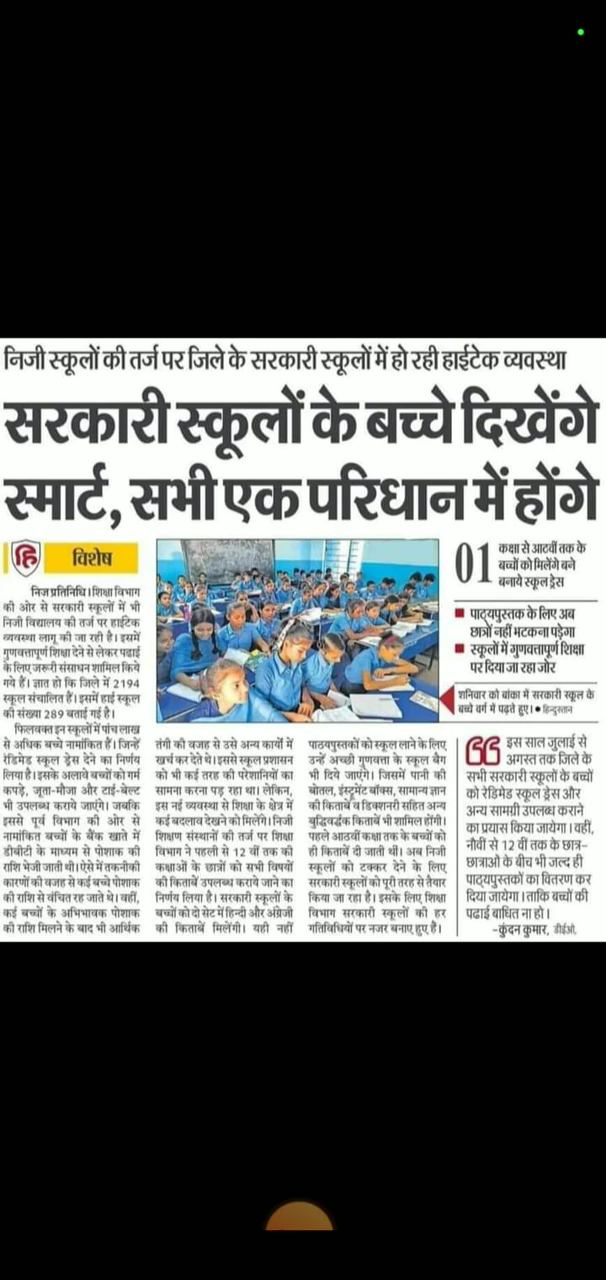 निजी स्कूलों की तर्ज पर जिले के सरकारी स्कूलों में हो रही हाईटेक व्यवस्था
सरकारी स्कूलों के बच्चे दिखेंगे
स्मार्ट, सभी एक परिधान में होंगे
हि विशेष
निज प्रतिनिधि। शिक्षा विभाग
की ओर से सरकारी स्कूलों में भी
निजी विद्यालय की तर्ज पर हाइटेक
व्यवस्था लागू की जा रही है। इसमें
गुणवत्तापूर्ण शिक्षा देने से लेकर पढाई
के लिए जरूरी संसाधन शामिल किये
गये हैं। ज्ञात हो कि जिले में 2194
स्कूल संचालित हैं। इसमें हाई स्कूल
की संख्या 289 बताई गई है।
फिलवक्त इन स्कूलों में पांच लाख
से अधिक बच्चे नामांकित हैं। जिन्हें
रेडिमेड स्कूल ड्रेस देने का निर्णय
लिया है। इसके अलावे बच्चों को गर्म
कपड़े, जूता-मौजा और टाई-बेल्ट
भी उपलब्ध कराये जाएंगे। जबकि
इससे पूर्व विभाग की ओर से
नामांकित बच्चों के बैंक खाते में
डीबीटी के माध्यम से पोशाक की
राशि भेजी जाती थी। ऐसे में तकनीकी
कारणों की वजह से कई बच्चे पोशाक
की राशि से वंचित रह जाते थे। वहीं,
कई बच्चों के अभिभावक पोशाक
की राशि मिलने के बाद भी आर्थिक
तंगी की वजह से उसे अन्य कार्यों में
खर्च कर देते थे। इससे स्कूल प्रशासन
को भी कई तरह की परेशानियों का
सामना करना पड़ रहा था। लेकिन,
इस नई व्यवस्था से शिक्षा के क्षेत्र में
कई बदलाव देखने को मिलेंगे। निजी
शिक्षण संस्थानों की तर्ज पर शिक्षा
विभाग ने पहली से 12 वीं तक की
कक्षाओं के छात्रों को सभी विषयों
की किताबें उपलब्ध कराये जाने का
निर्णय लिया है। सरकारी स्कूलों के
बच्चों को दो सेट में हिन्दी और अंग्रेजी
की किताबें मिलेंगी। यही नहीं
पाठयपुस्तकों को स्कूल लाने के लिए
उन्हें अच्छी गुणवत्ता के स्कूल बैग
भी दिये जाएंगे। जिसमें पानी की
बोतल, इंस्ट्रूमेंट बॉक्स, सामान्य ज्ञान
की किताबें व डिक्शनरी सहित अन्य
बुद्धिवर्द्धक किताबें भी शामिल होंगी।
पहले आठवीं कक्षा तक के बच्चों को
ही किताबें दी जाती थी। अब निजी
स्कूलों को टक्कर देने के लिए
सरकारी स्कूलों को पूरी तरह से तैयार
किया जा रहा है। इसके लिए शिक्षा
विभाग सरकारी स्कूलों की हर
गतिविधियों पर नजर बनाए हुए हैं।
01 कक्षा से आटवीं तक के
बच्चों को मिलेंगे बने
बनाये स्कूल ड्रेस
पाठ्यपुस्तक के लिए अब
छात्रों नहीं भटकना पड़ेगा
स्कूलों में गुणवत्तापूर्ण शिक्षा
पर दिया जा रहा जोर
शनिवार को बांका में सरकारी स्कूल के
बच्चे वर्ग में पढ़ते हुए। ● हिन्दुस्तान
इस साल जुलाई से
अगस्त तक जिले के
सभी सरकारी स्कूलों के बच्चों
को रेडिमेड स्कूल ड्रेस और
अन्य सामग्री उपलब्ध कराने
का प्रयास किया जायेगा। वहीं,
नौवीं से 12 वीं तक के छात्र-
छात्राओं के बीच भी जल्द ही
पाठ्यपुस्तकों का वितरण कर
दिया जायेगा। ताकि बच्चों की
पढाई बाधित ना हो।
-कुंदन कुमार, डीईओ,